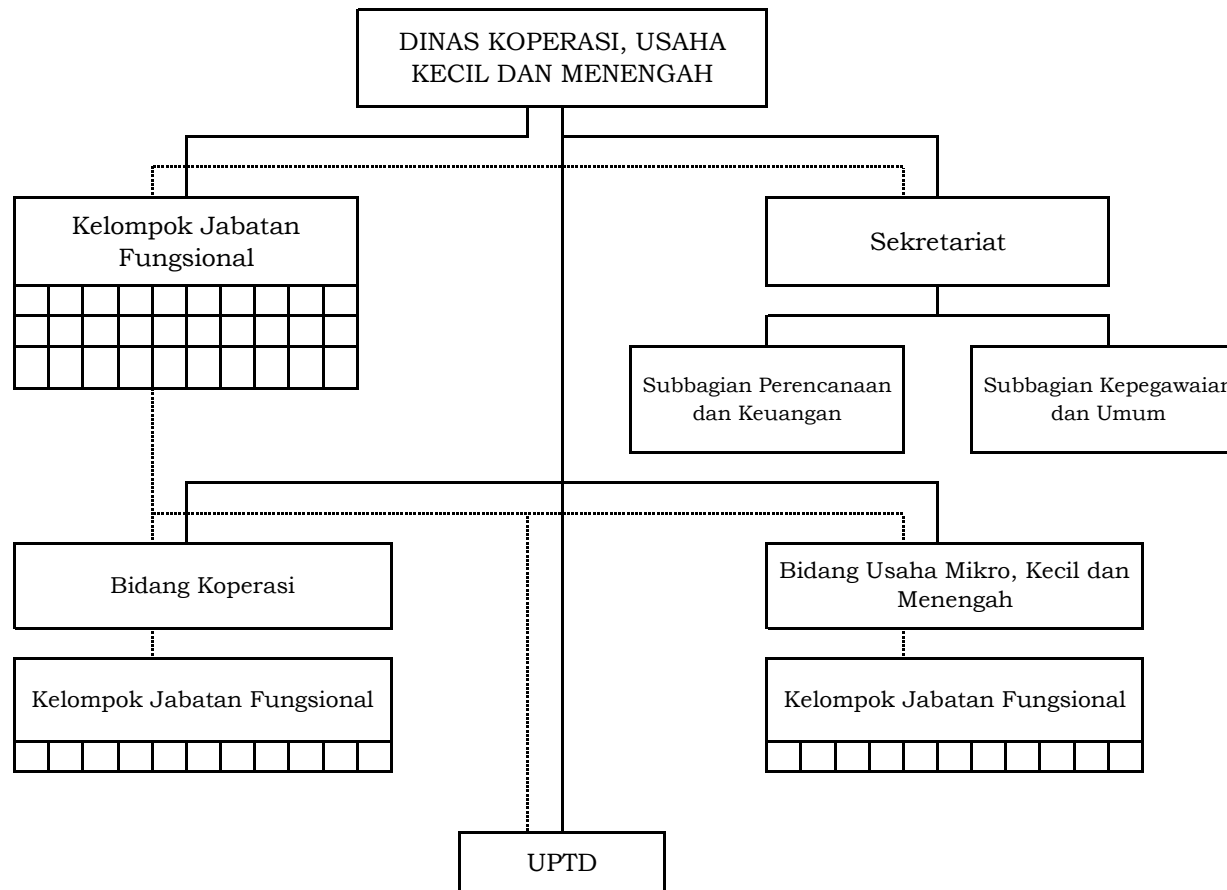 DINAS KOPERASI, USAHA
KECIL DAN MENENGAH
Kelompok Jabatan
Fungsional
Sekretariat
Subbagian Perencanaan
dan Keuangan
Subbagian Kepegawaian
dan Umum
Bidang Koperasi
Bidang Usaha Mikro, Kecil dan
Menengah
Kelompok Jabatan Fungsional
Kelompok Jabatan Fungsional
UPTD